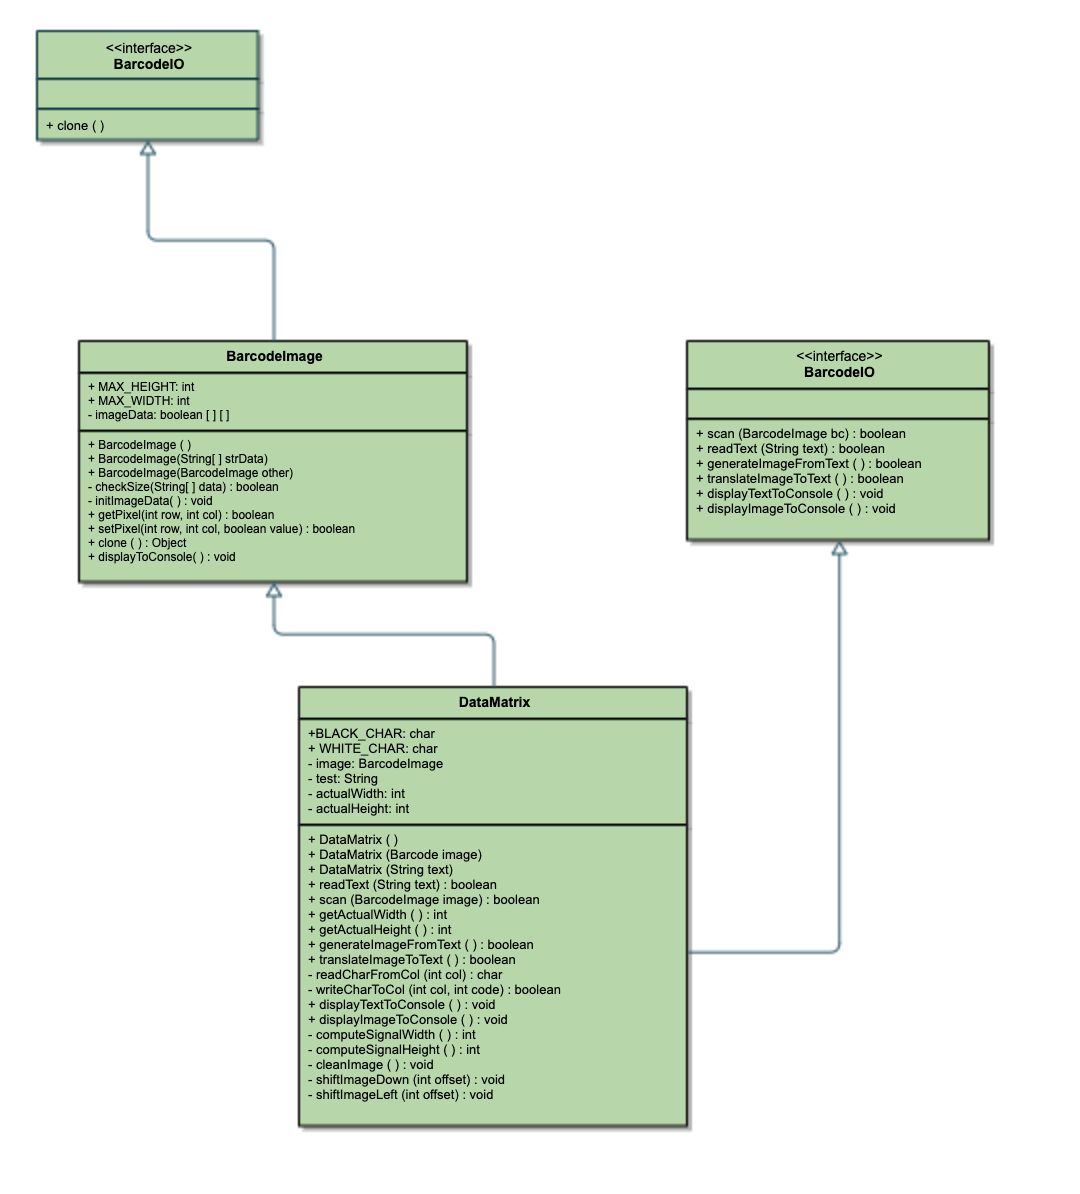 <<interface>>
BarcodeIO
+ clone ( )
BarcodeImage
+ MAX_HEIGHT: int
+ MAX_WIDTH: int
- imageData: boolean [ ] [ ]
+ BarcodeImage ( )
+ BarcodeImage(String[ ] strData)
+ BarcodeImage(BarcodeImage other)
- checkSize(String[ ] data) : boolean
- initImageData( ) : void
+ getPixel(int row, int col) : boolean
+ setPixel(int row, int col, boolean value) : boolean
+ clone ( ) : Object
+ displayToConsole( ) : void
<<interface>>
BarcodeIO
+ scan (BarcodeImage bc) : boolean
+ readText (String text) : boolean
+ generateImageFromText ( ) : boolean
+ translateImageToText ( ) : boolean
+ displayTextToConsole ( ) : void
+ displayImageToConsole ( ) : void
DataMatrix
+BLACK_CHAR: char
+ WHITE_CHAR: char
- image: BarcodeImage
- test: String
- actualWidth: int
- actualHeight: int
+ DataMatrix ( )
+ DataMatrix (Barcode image)
+ DataMatrix (String text)
+ readText (String text) : boolean
+ scan (BarcodeImage image) : boolean
+ getActualWidth ( ) : int
+ getActualHeight ( ) : int
+ generateImageFromText ( ) : boolean
+ translateImageToText ( ) : boolean
- readCharFromCol (int col) : char
- writeCharToCol (int col, int code) : boolean
+ displayTextToConsole ( ) : void
+ displayImageToConsole ( ) : void
- computeSignalWidth ( ) : int
- computeSignalHeight ( ) : int
- cleanImage ( ) : void
- shiftImageDown (int offset) : void
- shiftImageLeft (int offset) : void